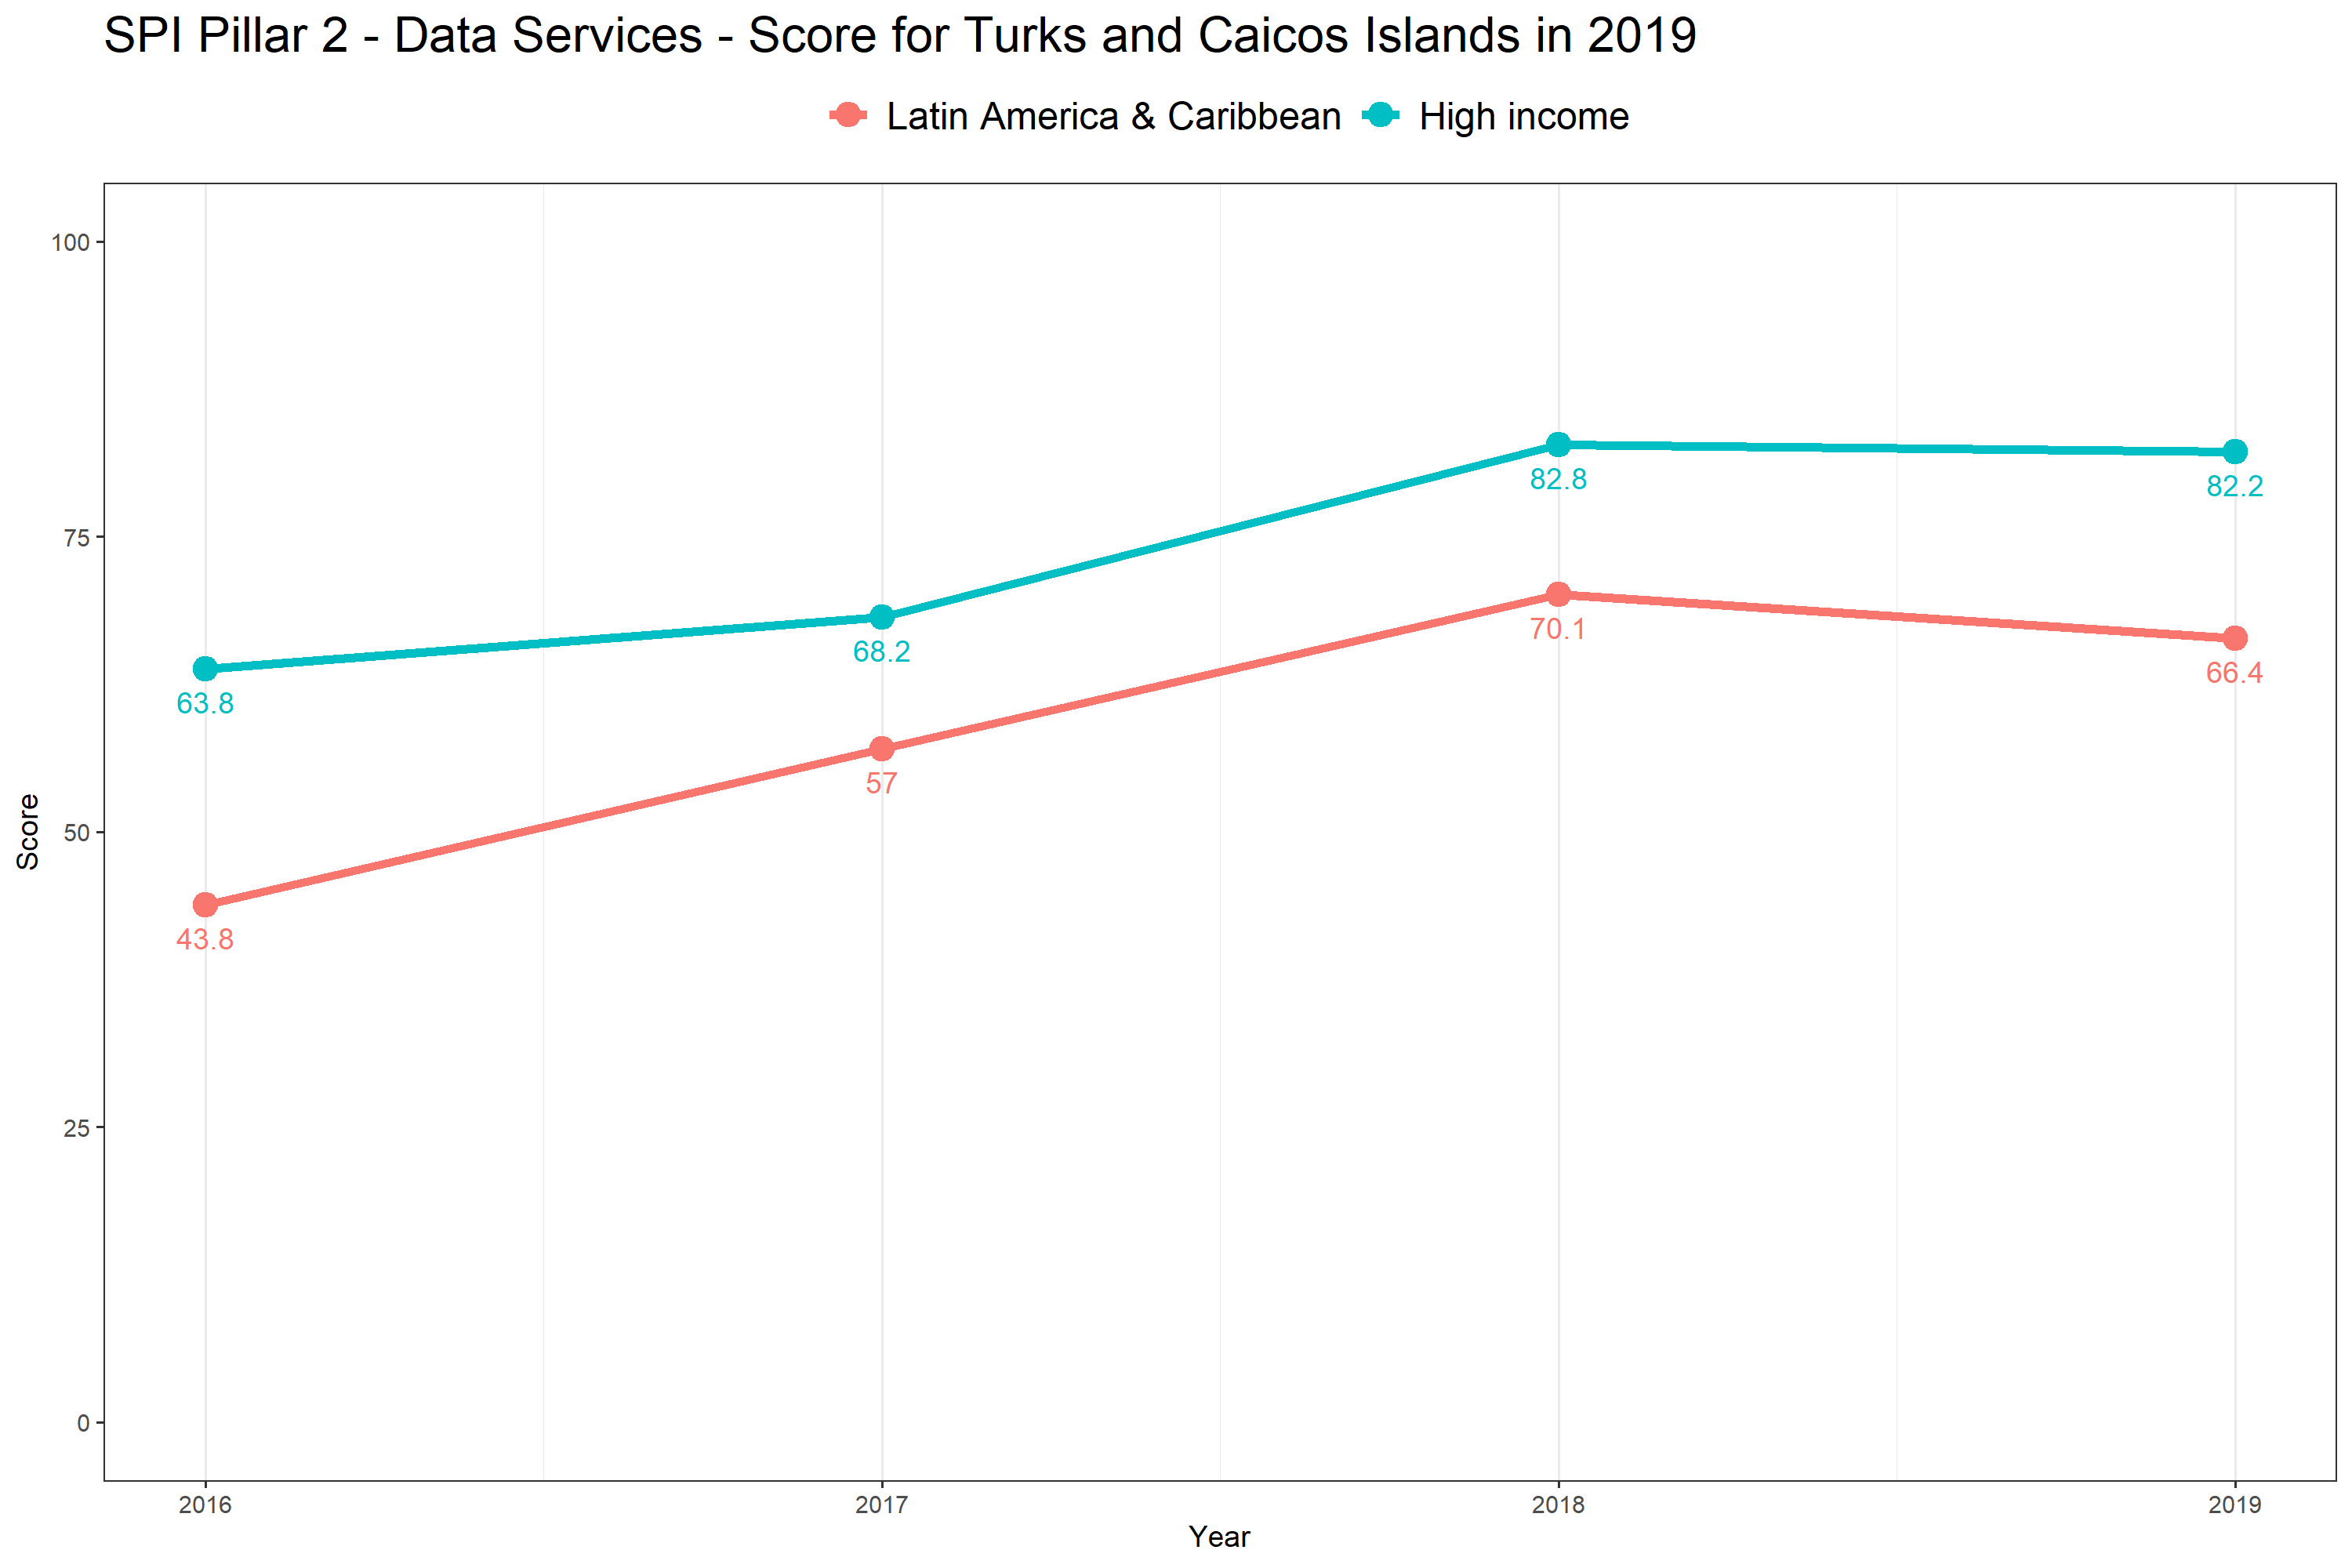 SPI Pillar 2 - Data Services - Score for Turks and Caicos Islands in 2019
Latin America & Caribbean High income
100
75
50
25
0
Score
63.8
68.2
82.8
82.2
43.8
57
70.1
66.4
2016 2017 2018 2019
Year